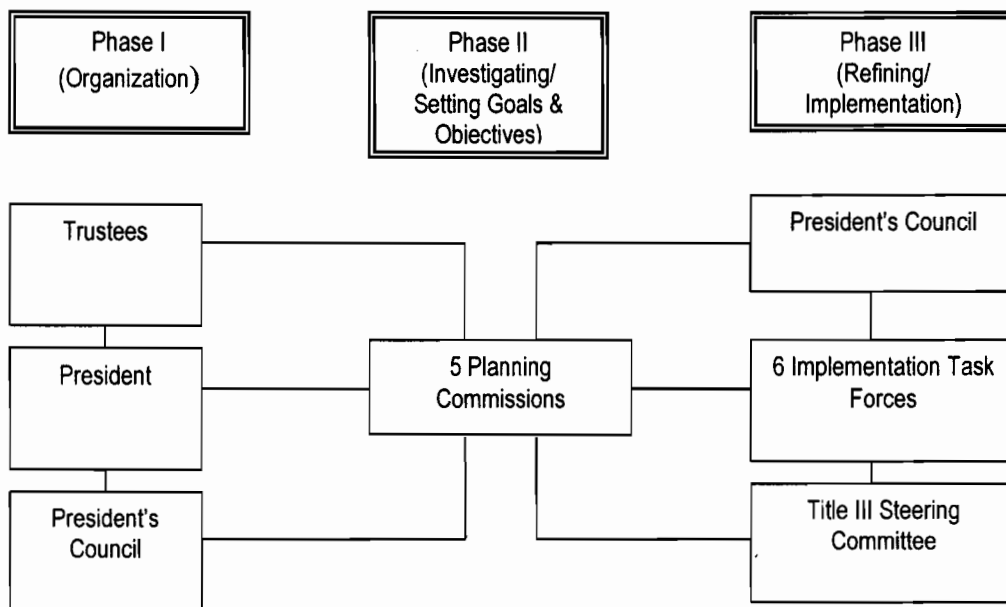 Phase I
(Organization)
Phase II
(Investigating/
Setting Goals &
Objectives)
Phase III
(Refining/
Implementation)
Trustees
President
President's
Council
5 Planning
Commissions
President's Council
6 Implementation Task
Forces
Title III Steering
Committee